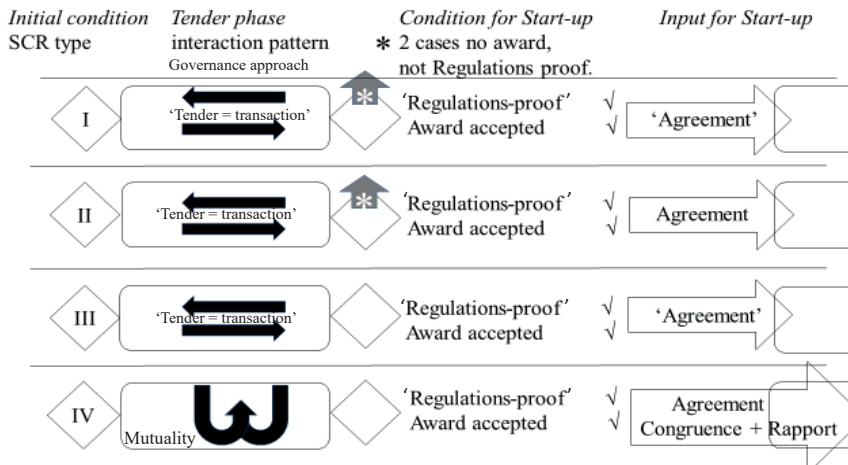 Initial condition Tender phase Condition for Start-up Input for Start-up
SCR type interaction pattern * 2 cases no award,
Governance approach not Regulations proof.
*
I 'Tender = transaction' 'Regulations-proof' √ 'Agreement'
Award accepted √
*
II 'Tender = transaction' 'Regulations-proof' √ Agreement
Award accepted √
III 'Tender = transaction' 'Regulations-proof' √ 'Agreement'
Award accepted √
IV 'Regulations-proof' √ Agreement
Mutuality Award accepted √ Congruence + Rapport